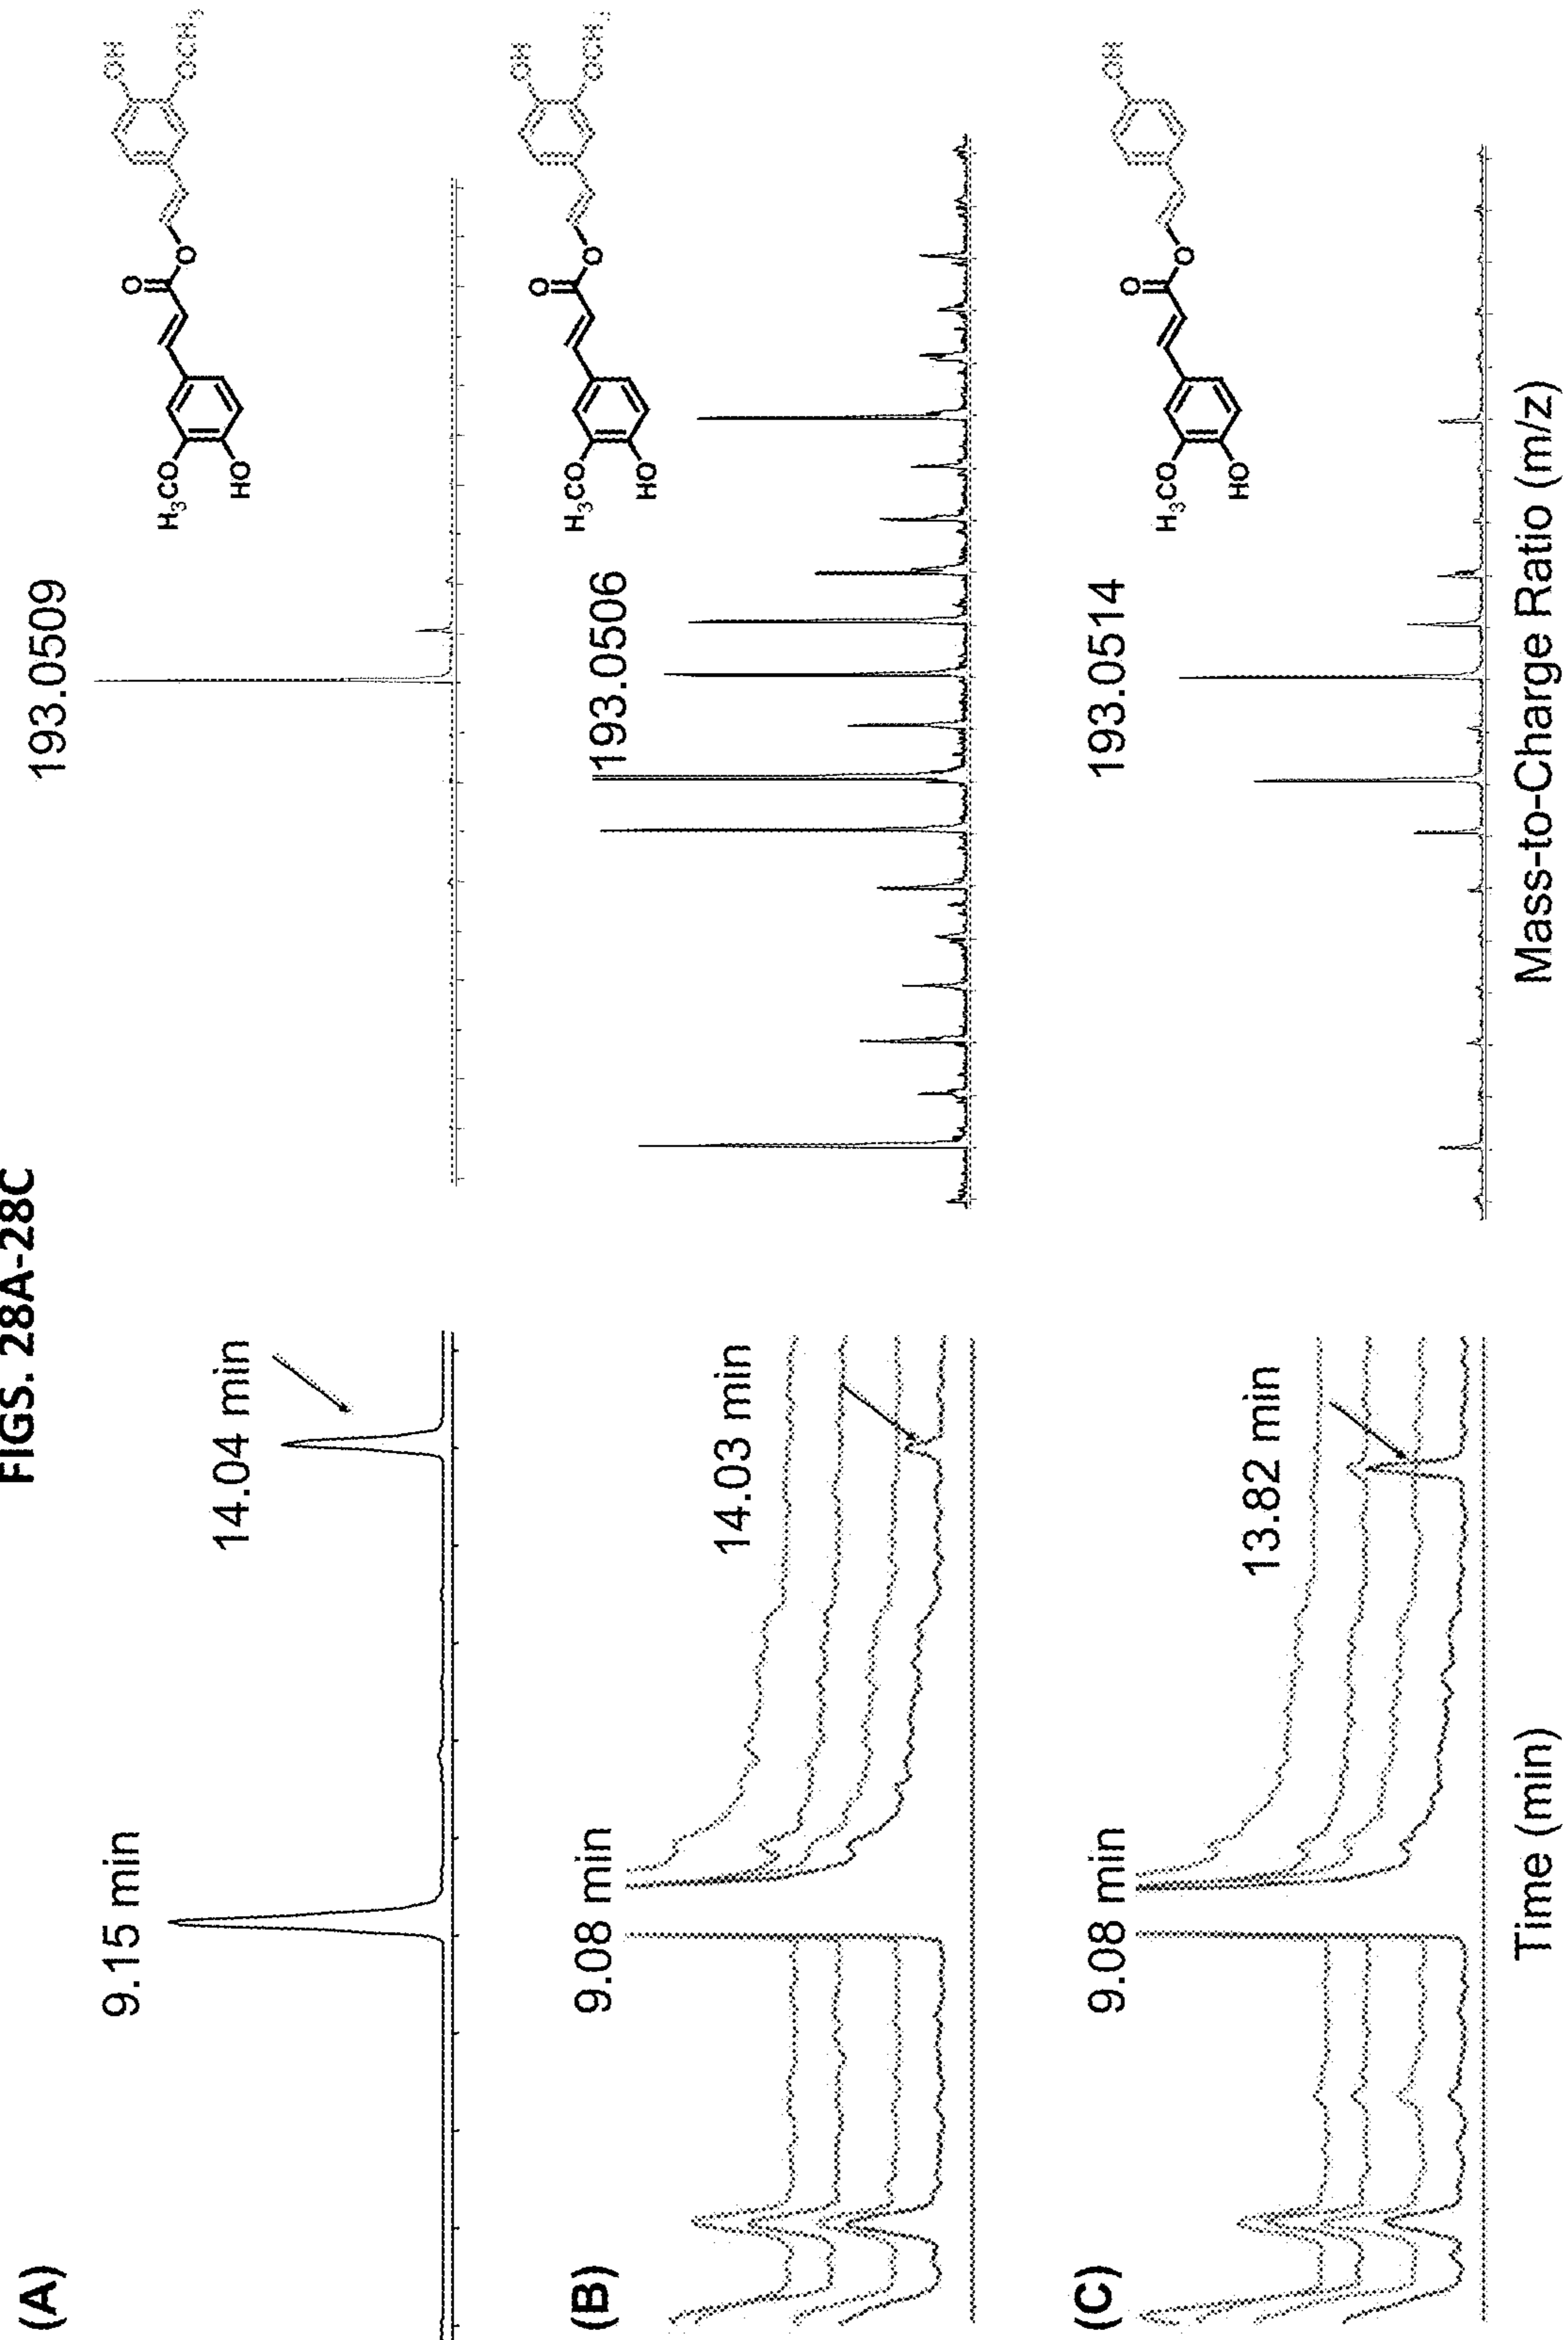 FIGS. 28A-28C
(A)
9.15 min
14.04 min
193.0509
H₃CO
HO
O
O
OH
OCH₃
(B)
9.08 min
14.03 min
193.0506
H₃CO
HO
O
O
OH
OCH₃
(C)
9.08 min
13.82 min
193.0514
H₃CO
HO
O
O
OH
Time (min)
Mass-to-Charge Ratio (m/z)